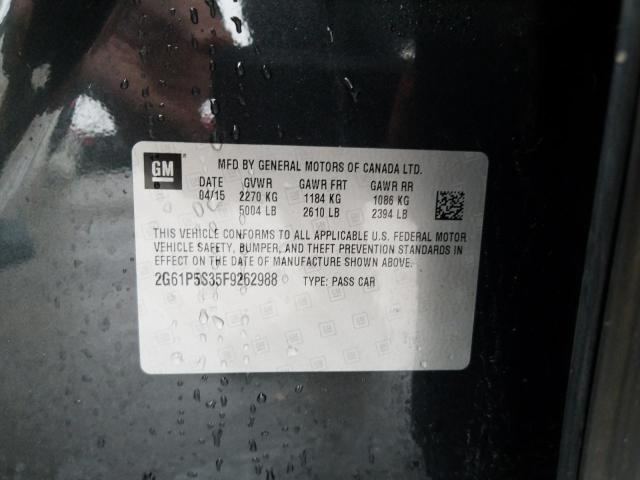 GM
MFD BY GENERAL MOTORS OF CANADA LTD.
DATE GVWR GAWR FRT GAWR RR
04/15 2270 KG 1184 KG 1086 KG
5004 LB 2610 LB 2394 LB
THIS VEHICLE CONFORMS TO ALL APPLICABLE U.S. FEDERAL MOTOR
VEHICLE SAFETY, BUMPER, AND THEFT PREVENTION STANDARDS IN
EFFECT ON THE DATE OF MANUFACTURE SHOWN ABOVE.
2G61P5S35F9262988 TYPE: PASS CAR